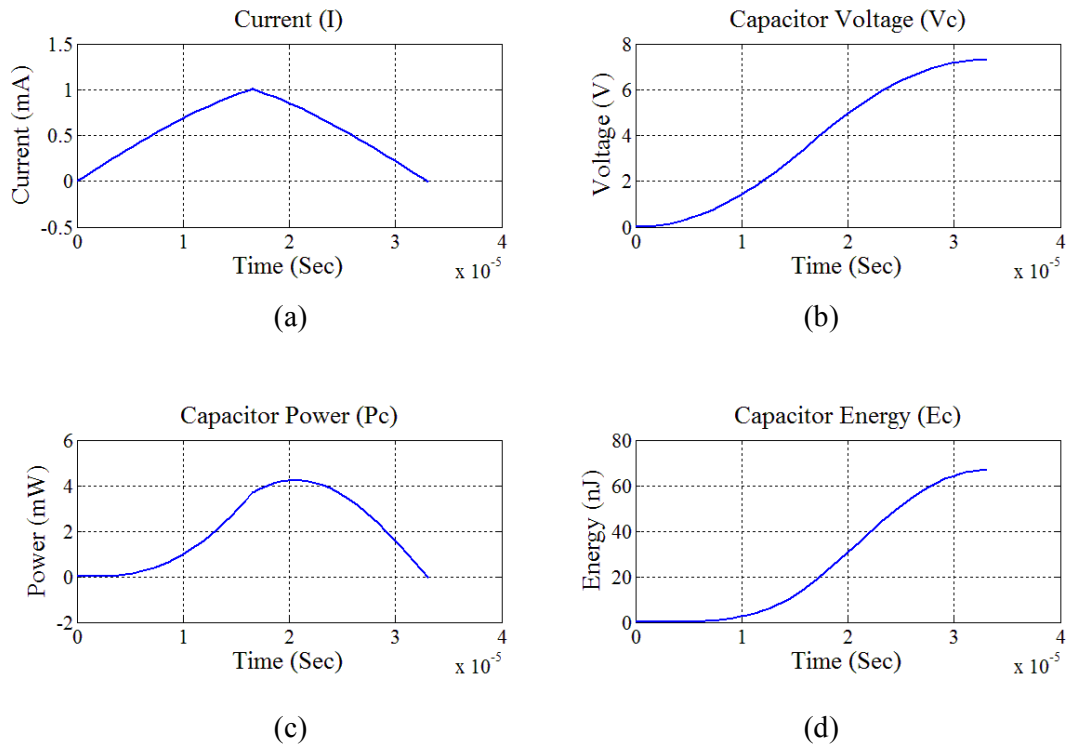 Current (I)
Current (mA)
1.5
1
0.5
0
-0.5
0 1 2 3 4
Time (Sec)
x 10-5
(a)
Capacitor Voltage (Vc)
Voltage (V)
8
6
4
2
0
0 1 2 3 4
Time (Sec)
x 10-5
(b)
Capacitor Power (Pc)
Power (mW)
6
4
2
0
-2
0 1 2 3 4
Time (Sec)
x 10-5
(c)
Capacitor Energy (Ec)
Energy (nJ)
80
60
40
20
0
0 1 2 3 4
Time (Sec)
x 10-5
(d)